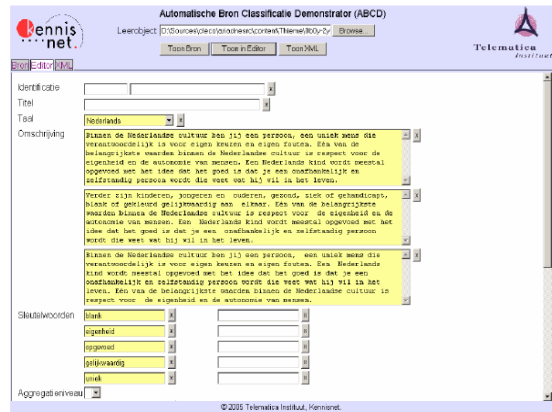 Automatische Bron Classificatie Demonstrator (ABCD)
kennis net.
Leerobject
Browse...
Toon Bron Toon in Editor Toon XML
Telematica
Instituut
Bron Editor XML
Identificatie
Titel
Taal Nederlands
Omschrijving
Binnen de Nederlandse cultuur ben jij een persoon, een uniek mens die
verantwoordelijk is voor eigen keuzen en eigen fouten. Eén van de
belangrijkste waarden binnen de Nederlandse cultuur is respect voor de
eigenheid en de autonomie van mensen. Een Nederlands kind wordt meestal
opgevoed met het idee dat het goed is dat je een onafhankelijk en
zelfstandig persoon wordt die weet wat hij wil in het leven.
Verder zijn kinderen, jongeren en ouderen, gezond, ziek of gehandicapt,
blank of gekleurd gelijkwaardig aan elkaar. Eén van de belangrijkste
waarden binnen de Nederlandse cultuur is respect voor de eigenheid en de
autonomie van mensen. Een Nederlands kind wordt meestal opgevoed met het
idee dat het goed is dat je een onafhankelijk en zelfstandig persoon
wordt die weet wat hij wil in het leven.
Binnen de Nederlandse cultuur ben jij een persoon, een uniek mens die
verantwoordelijk is voor eigen keuzen en eigen fouten. Een Nederlands
kind wordt meestal opgevoed met het idee dat het goed is dat je een
onafhankelijk en zelfstandig persoon wordt die weet wat hij wil in het
leven. Eén van de belangrijkste waarden binnen de Nederlandse cultuur is
respect voor de eigenheid en de autonomie van mensen.
Sleutelwoorden blank
eigenheid
opgevoed
gelijkwaardig
uniek
Aggregatieniveau
© 2005 Telematica Instituut, Kennisnet.